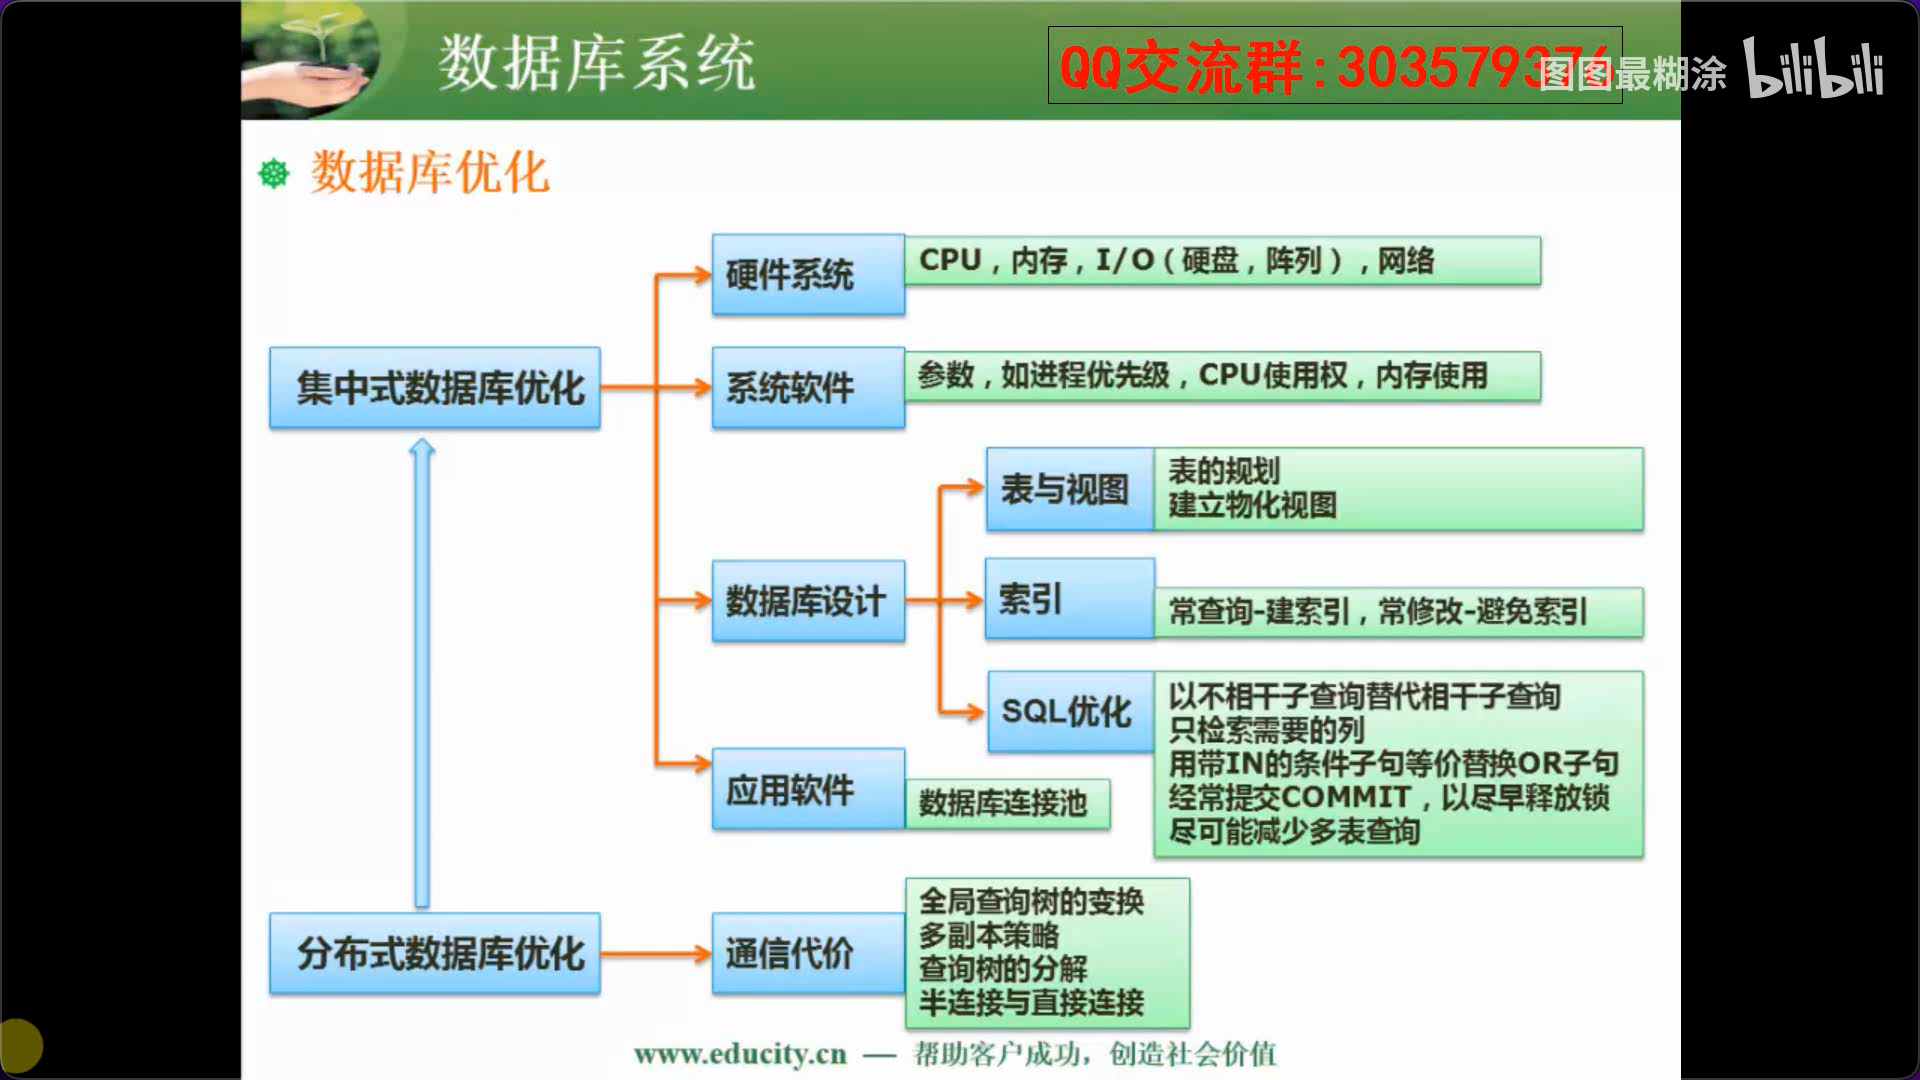 数据库系统
QQ交流群:303579376
图图最糊涂 bilibili
数据库优化
硬件系统
CPU，内存，I/O（硬盘，阵列），网络
集中式数据库优化
系统软件
参数，如进程优先级，CPU使用权，内存使用
表与视图
表的规划
建立物化视图
数据库设计
索引
常查询-建索引，常修改-避免索引
SQL优化
以不相干子查询替代相干子查询
只检索需要的列
用带IN的条件子句等价替换OR子句
经常提交COMMIT，以尽早释放锁
尽可能减少多表查询
应用软件
数据库连接池
分布式数据库优化
通信代价
全局查询树的变换
多副本策略
查询树的分解
半连接与直接连接
www.educity.cn — 帮助客户成功，创造社会价值